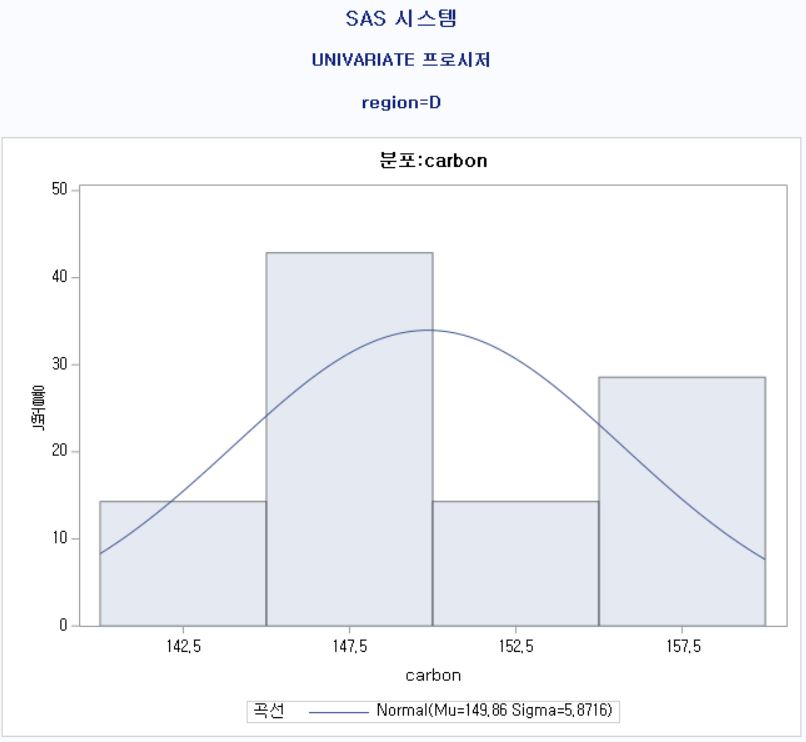 SAS 시스템
UNIVARIATE 프로시저
region=D
분포:carbon
50
40
30
20
10
0
142,5 147,5 152,5 157,5
carbon
곡선 Normal(Mu=149,86 Sigma=5,8716)